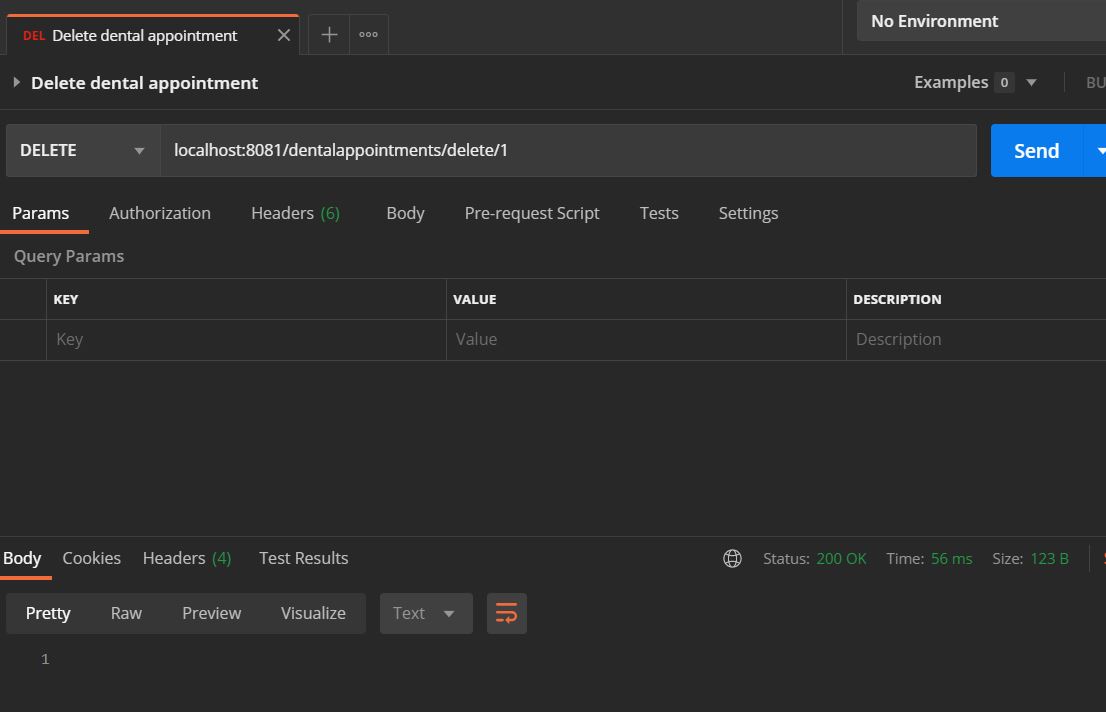 DEL Delete dental appointment
No Environment
Delete dental appointment
Examples 0
BU
DELETE
localhost:8081/dentalappointments/delete/1
Send
Params Authorization Headers (6) Body Pre-request Script Tests Settings
Query Params
KEY VALUE DESCRIPTION
Key Value Description
Body Cookies Headers (4) Test Results Status: 200 OK Time: 56 ms Size: 123 B
Pretty Raw Preview Visualize Text
1